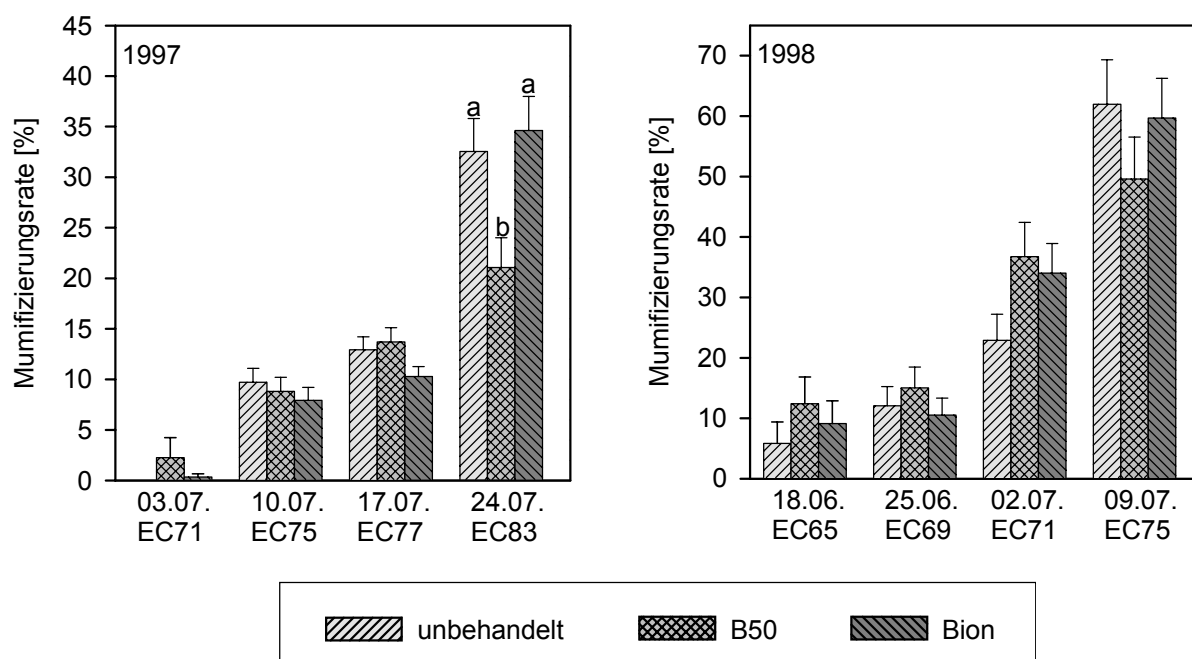 Mumifizierungsrate [%]
45
40
35
30
25
20
15
10
5
0
1997
a
b
a
03.07.
EC71
10.07.
EC75
17.07.
EC77
24.07.
EC83
Mumifizierungsrate [%]
70
60
50
40
30
20
10
0
1998
18.06.
EC65
25.06.
EC69
02.07.
EC71
09.07.
EC75
unbehandelt
B50
Bion